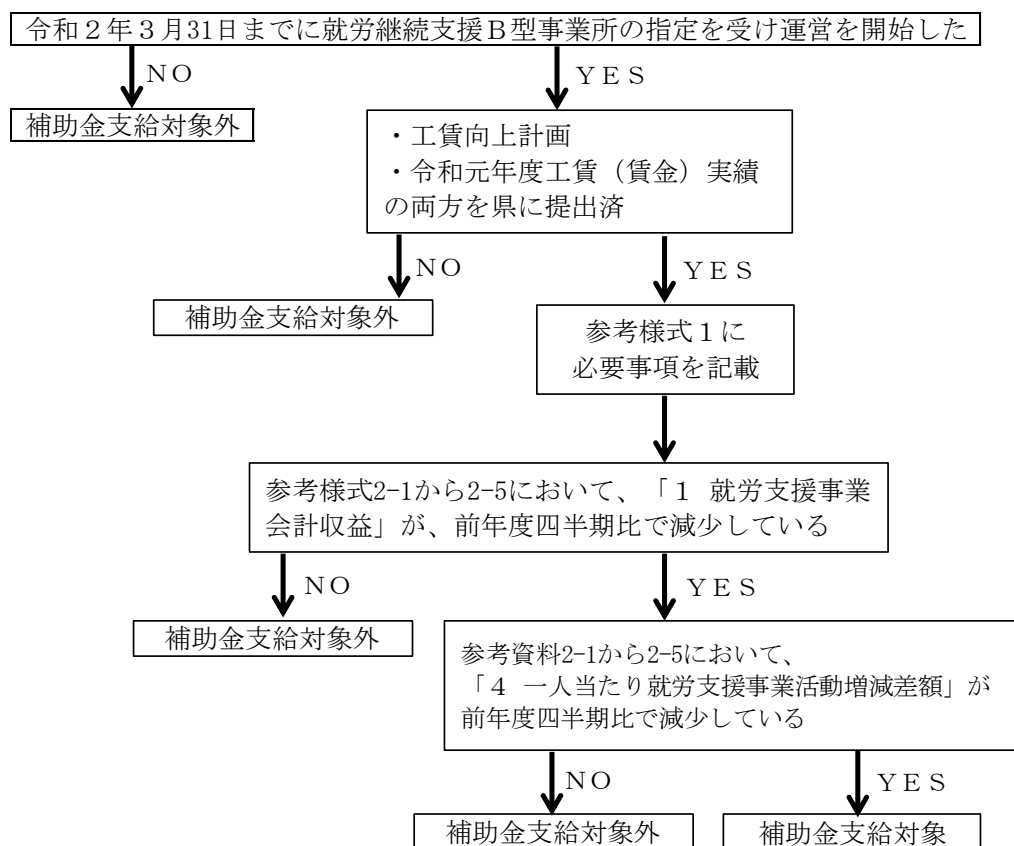 令和２年３月31日までに就労継続支援Ｂ型事業所の指定を受け運営を開始した
ＮＯ
ＹＥＳ
補助金支給対象外
・工賃向上計画
・令和元年度工賃（賃金）実績
の両方を県に提出済
ＮＯ
ＹＥＳ
補助金支給対象外
参考様式１に
必要事項を記載
参考様式2-1から2-5において、「１ 就労支援事業
会計収益」が、前年度四半期比で減少している
ＮＯ
ＹＥＳ
補助金支給対象外
参考資料2-1から2-5において、
「４ 一人当たり就労支援事業活動増減差額」が
前年度四半期比で減少している
ＮＯ
ＹＥＳ
補助金支給対象外
補助金支給対象